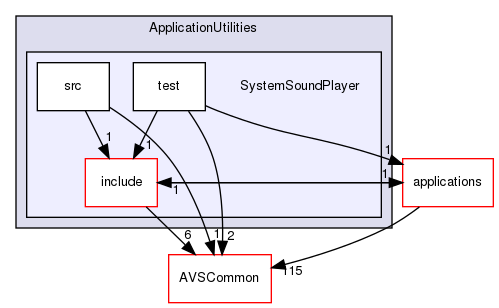 ApplicationUtilities
src
test
SystemSoundPlayer
1
1
1
include
1
1
applications
6
1
2
115
AVSCommon